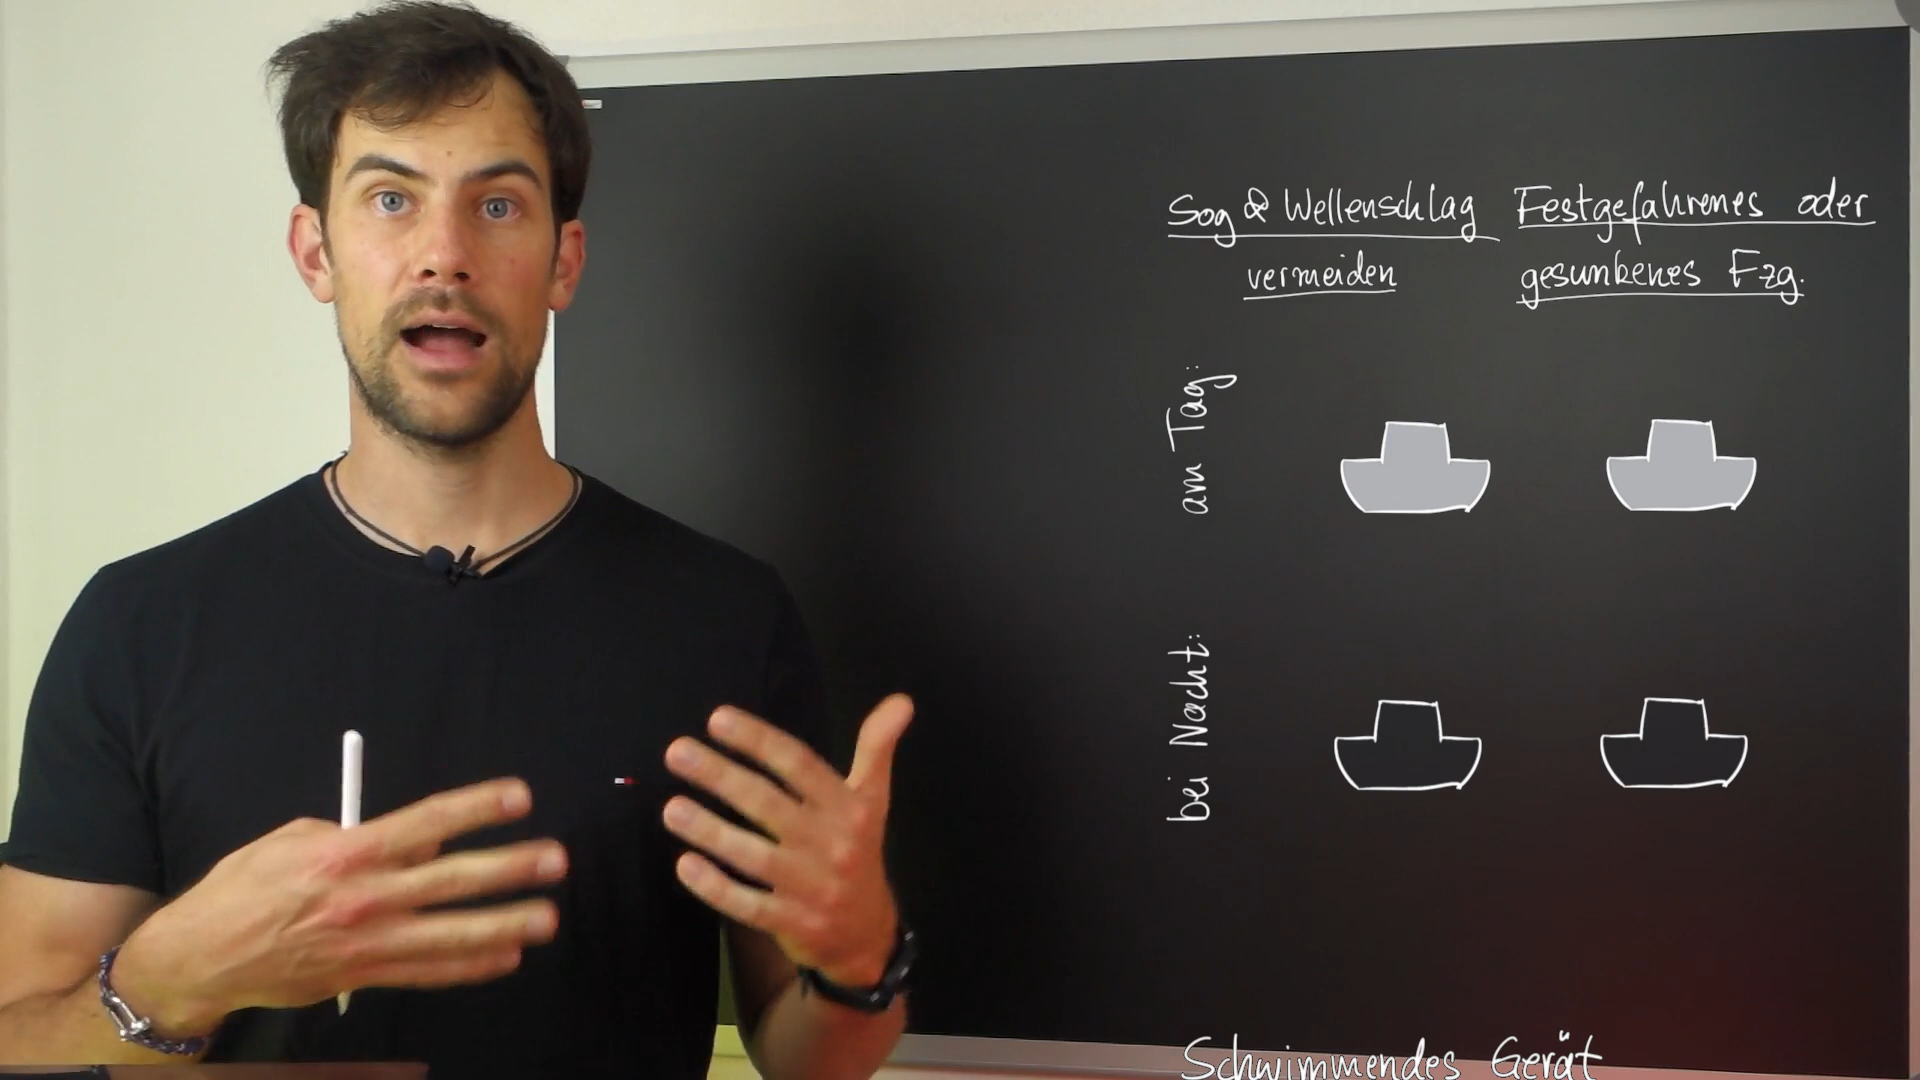 Sog & Wellenschlag
vermeiden
Festgefahrenes oder
gesunkenes Fzg.
am Tag:
bei Nacht:
Schwimmendes Gerät